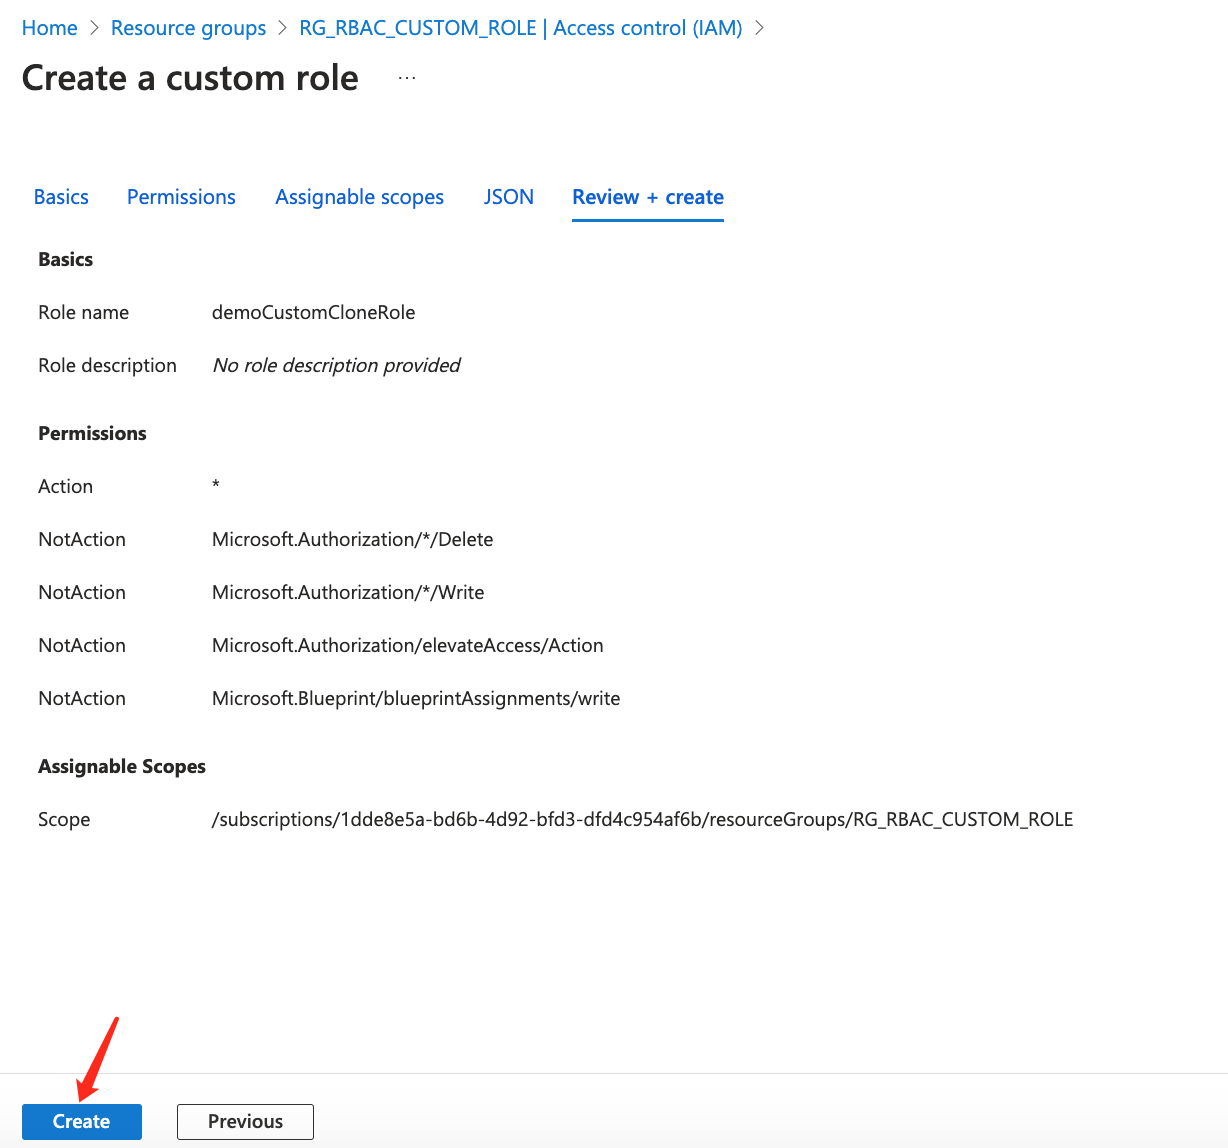 Home > Resource groups > RG_RBAC_CUSTOM_ROLE | Access control (IAM) >
Create a custom role ...
Basics Permissions Assignable scopes JSON Review + create
Basics
Role name demoCustomCloneRole
Role description No role description provided
Permissions
Action *
NotAction Microsoft.Authorization/*/Delete
NotAction Microsoft.Authorization/*/Write
NotAction Microsoft.Authorization/elevateAccess/Action
NotAction Microsoft.Blueprint/blueprintAssignments/write
Assignable Scopes
Scope /subscriptions/1dde8e5a-bd6b-4d92-bfd3-dfd4c954af6b/resourceGroups/RG_RBAC_CUSTOM_ROLE
Create Previous